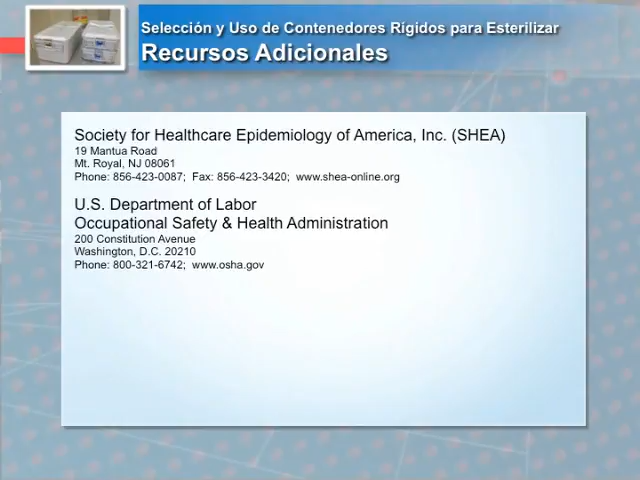 Selección y Uso de Contenedores Rígidos para Esterilizar
Recursos Adicionales
Society for Healthcare Epidemiology of America, Inc. (SHEA)
19 Mantua Road
Mt. Royal, NJ 08061
Phone: 856-423-0087;  Fax: 856-423-3420;  www.shea-online.org
U.S. Department of Labor
Occupational Safety & Health Administration
200 Constitution Avenue
Washington, D.C. 20210
Phone: 800-321-6742;  www.osha.gov